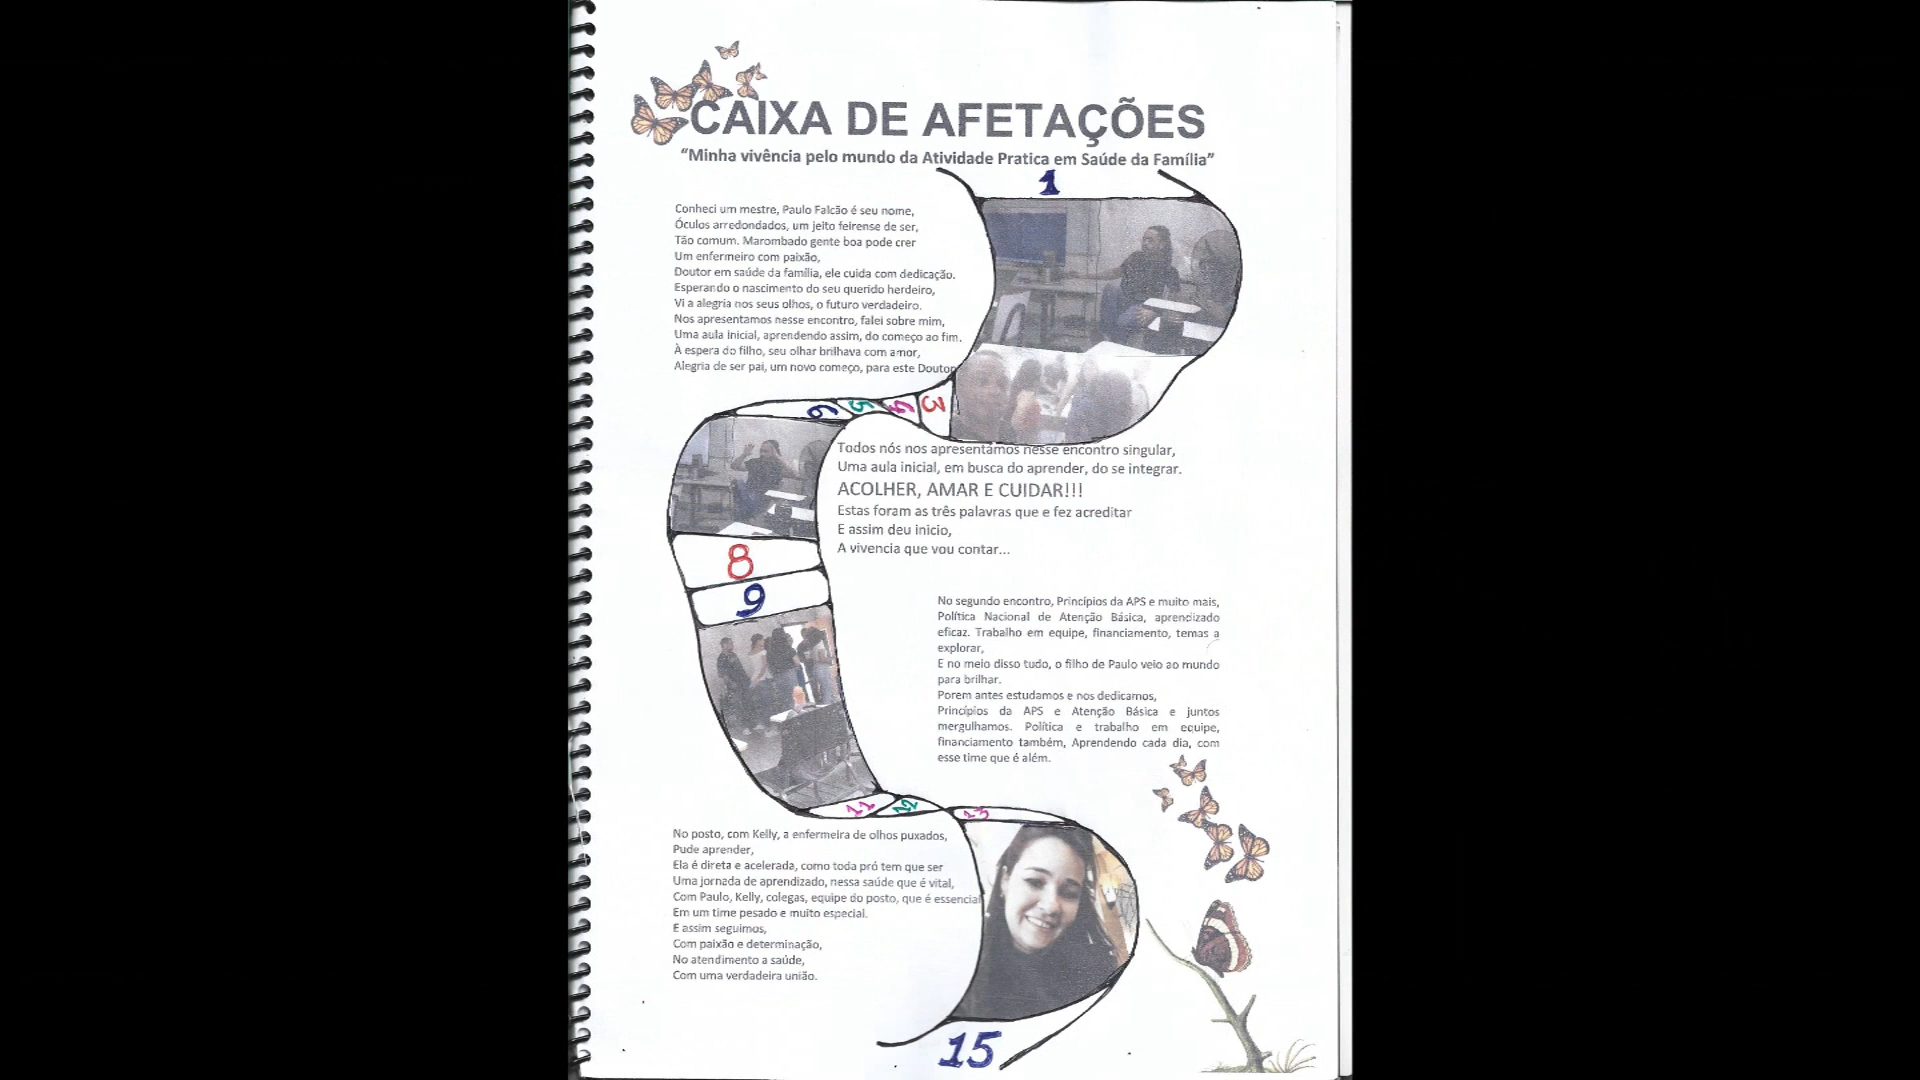 CAIXA DE AFETAÇÕES
“Minha vivência pelo mundo da Atividade Pratica em Saúde da Família”
1
Conheci um mestre, Paulo Falcão é seu nome,
Óculos arredondados, um jeito feirense de ser,
Tão comum. Marombado gente boa pode crer
Um enfermeiro com paixão,
Doutor em saúde da família, ele cuida com dedicação.
Esperando o nascimento do seu querido herdeiro,
Vi a alegria nos seus olhos, o futuro verdadeiro.
Nos apresentamos nesse encontro, falei sobre mim,
Uma aula inicial, aprendendo assim, do começo ao fim.
À espera do filho, seu olhar brilhava com amor,
Alegria de ser pai, um novo começo, para este Doutor
3
4
5
6
Todos nós nos apresentamos nesse encontro singular,
Uma aula inicial, em busca do aprender, do se integrar.
ACOLHER, AMAR E CUIDAR!!!
Estas foram as três palavras que e fez acreditar
E assim deu inicio,
A vivencia que vou contar...
8
9
No segundo encontro, Princípios da APS e muito mais,
Política Nacional de Atenção Básica, aprendizado
eficaz. Trabalho em equipe, financiamento, temas a
explorar,
E no meio disso tudo, o filho de Paulo veio ao mundo
para brilhar.
Porem antes estudamos e nos dedicamos,
Princípios da APS e Atenção Básica e juntos
mergulhamos. Política e trabalho em equipe,
financiamento também, Aprendendo cada dia, com
esse time que é além.
11
12
13
No posto, com Kelly, a enfermeira de olhos puxados,
Pude aprender,
Ela é direta e acelerada, como toda pró tem que ser
Uma jornada de aprendizado, nessa saúde que é vital,
Com Paulo, Kelly, colegas, equipe do posto, que é essencial
Em um time pesado e muito especial.
E assim seguimos,
Com paixão e determinação,
No atendimento a saúde,
Com uma verdadeira união.
15